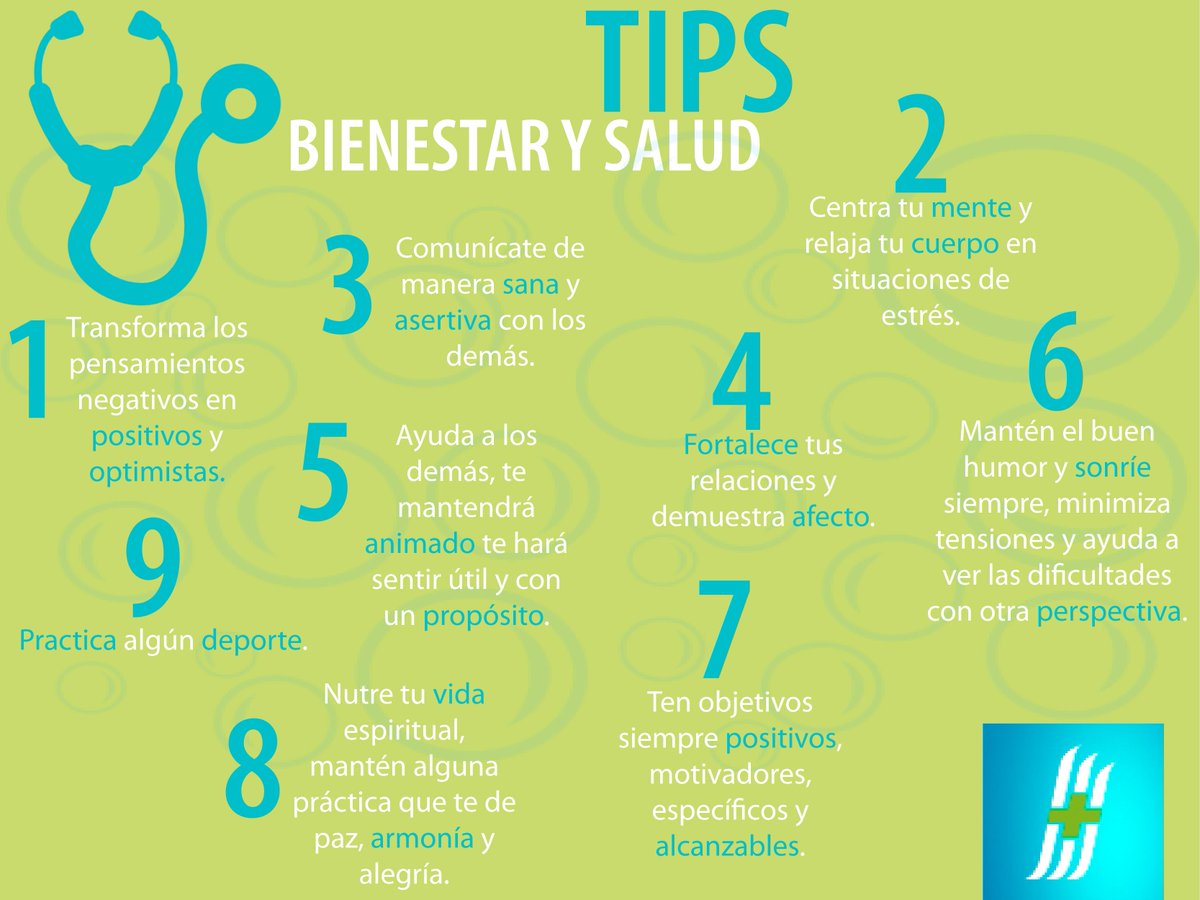 TIPS
BIENESTAR Y SALUD
1
Transforma los
pensamientos
negativos en
positivos y
optimistas.
2
Centra tu mente y
relaja tu cuerpo en
situaciones de
estrés.
3
Comunícate de
manera sana y
asertiva con los
demás.
4
Fortalece tus
relaciones y
demuestra afecto.
5
Ayuda a los
demás, te
mantendrá
animado te hará
sentir útil y con
un propósito.
6
Mantén el buen
humor y sonríe
siempre, minimiza
tensiones y ayuda a
ver las dificultades
con otra perspectiva.
7
Ten objetivos
siempre positivos,
motivadores,
específicos y
alcanzables.
8
Nutre tu vida
espiritual,
mantén alguna
práctica que te de
paz, armonía y
alegría.
9
Practica algún deporte.